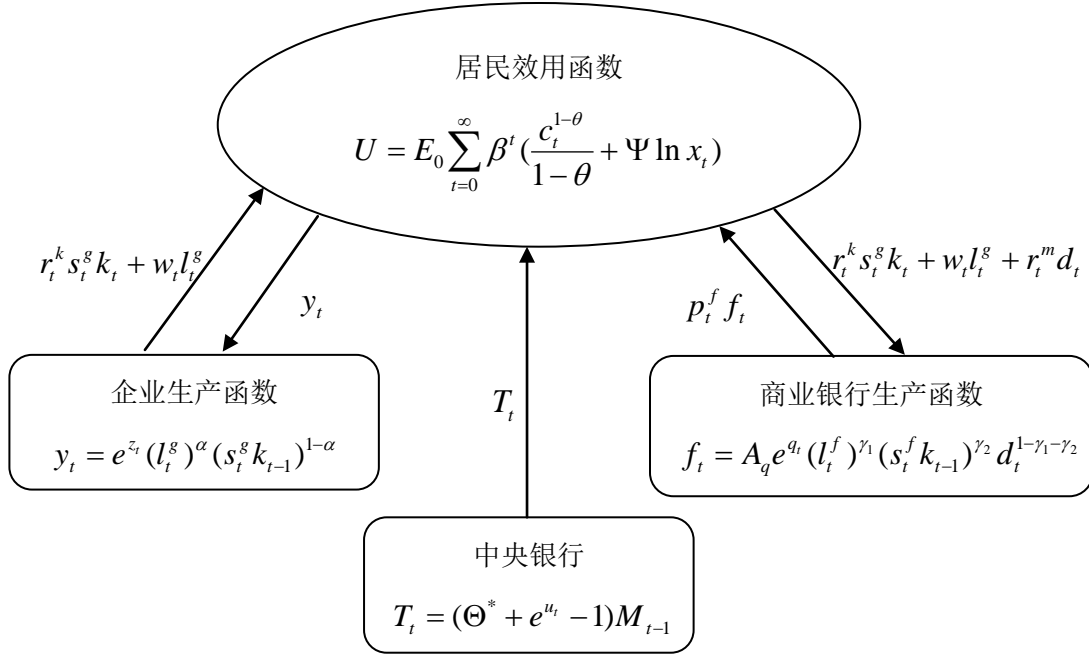 居民效用函数
$U = E_0 \sum_{t=0}^{\infty} \beta^t (\frac{c_t^{1-\theta}}{1-\theta} + \Psi \ln x_t)$
$r_t^k s_t^g k_t + w_t l_t^g$
$y_t$
$T_t$
$p_t^f f_t$
$r_t^k s_t^g k_t + w_t l_t^g + r_t^m d_t$
企业生产函数
$y_t = e^{z_t} (l_t^g)^{\alpha} (s_t^g k_{t-1})^{1-\alpha}$
商业银行生产函数
$f_t = A_q e^{q_t} (l_t^f)^{\gamma_1} (s_t^f k_{t-1})^{\gamma_2} d_t^{1-\gamma_1-\gamma_2}$
中央银行
$T_t = (\Theta^* + e^{u_t} - 1) M_{t-1}$